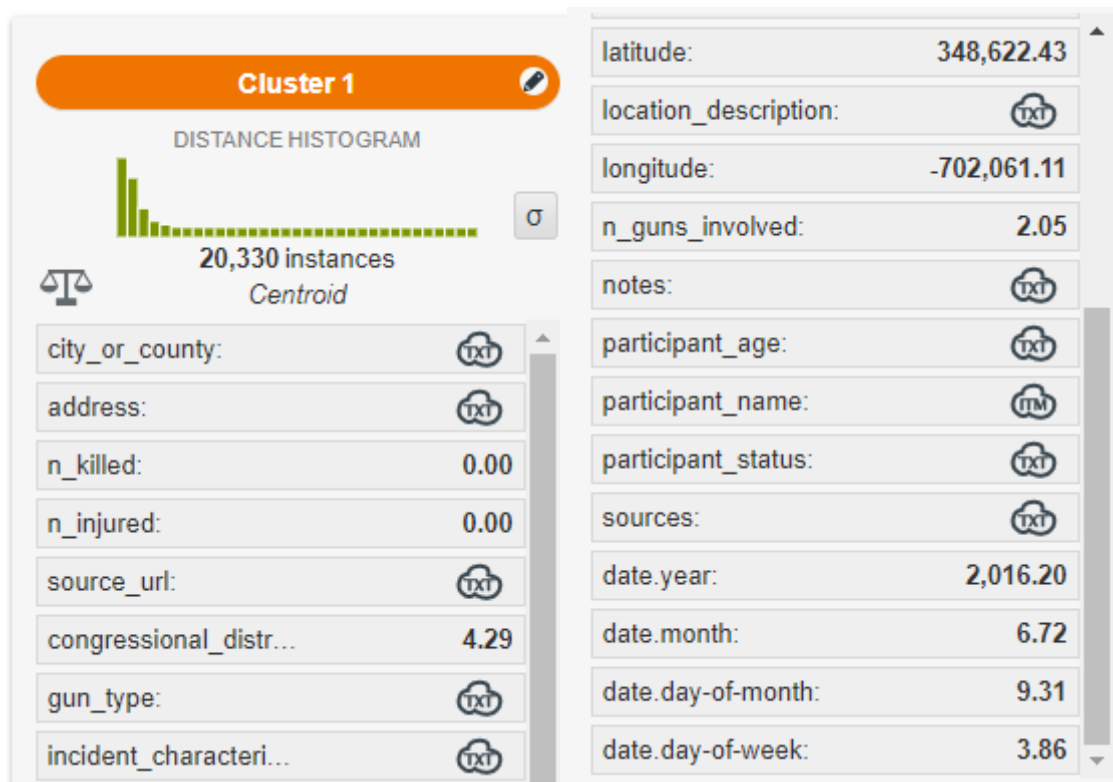 Cluster 1
DISTANCE HISTOGRAM
σ
20,330 instances
Centroid
city_or_county: TXT
address: TXT
n_killed: 0.00
n_injured: 0.00
source_url: TXT
congressional_distr... 4.29
gun_type: TXT
incident_characteri... TXT
latitude: 348,622.43
location_description: TXT
longitude: -702,061.11
n_guns_involved: 2.05
notes: TXT
participant_age: TXT
participant_name: ITM
participant_status: TXT
sources: TXT
date.year: 2,016.20
date.month: 6.72
date.day-of-month: 9.31
date.day-of-week: 3.86